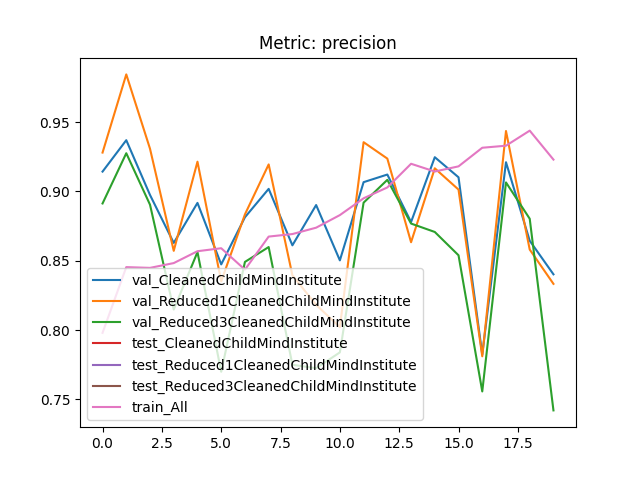 Metric: precision
0.95
0.90
0.85
0.80
0.75
val_CleanedChildMindInstitute
val_Reduced1CleanedChildMindInstitute
val_Reduced3CleanedChildMindInstitute
test_CleanedChildMindInstitute
test_Reduced1CleanedChildMindInstitute
test_Reduced3CleanedChildMindInstitute
train_All
0.0 2.5 5.0 7.5 10.0 12.5 15.0 17.5